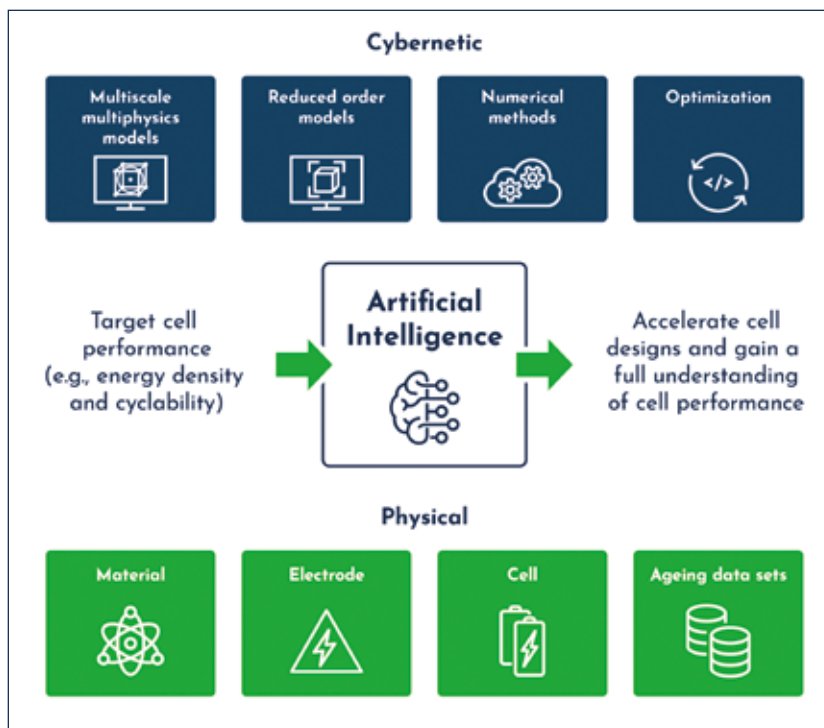 Cybernetic
Multiscale
multiphysics
models
Reduced order
models
Numerical
methods
Optimization
</>
Target cell
performance
(e.g., energy density
and cyclability)
Artificial
Intelligence
Accelerate cell
designs and gain a
full understanding
of cell performance
Physical
Material
Electrode
Cell
Ageing data sets